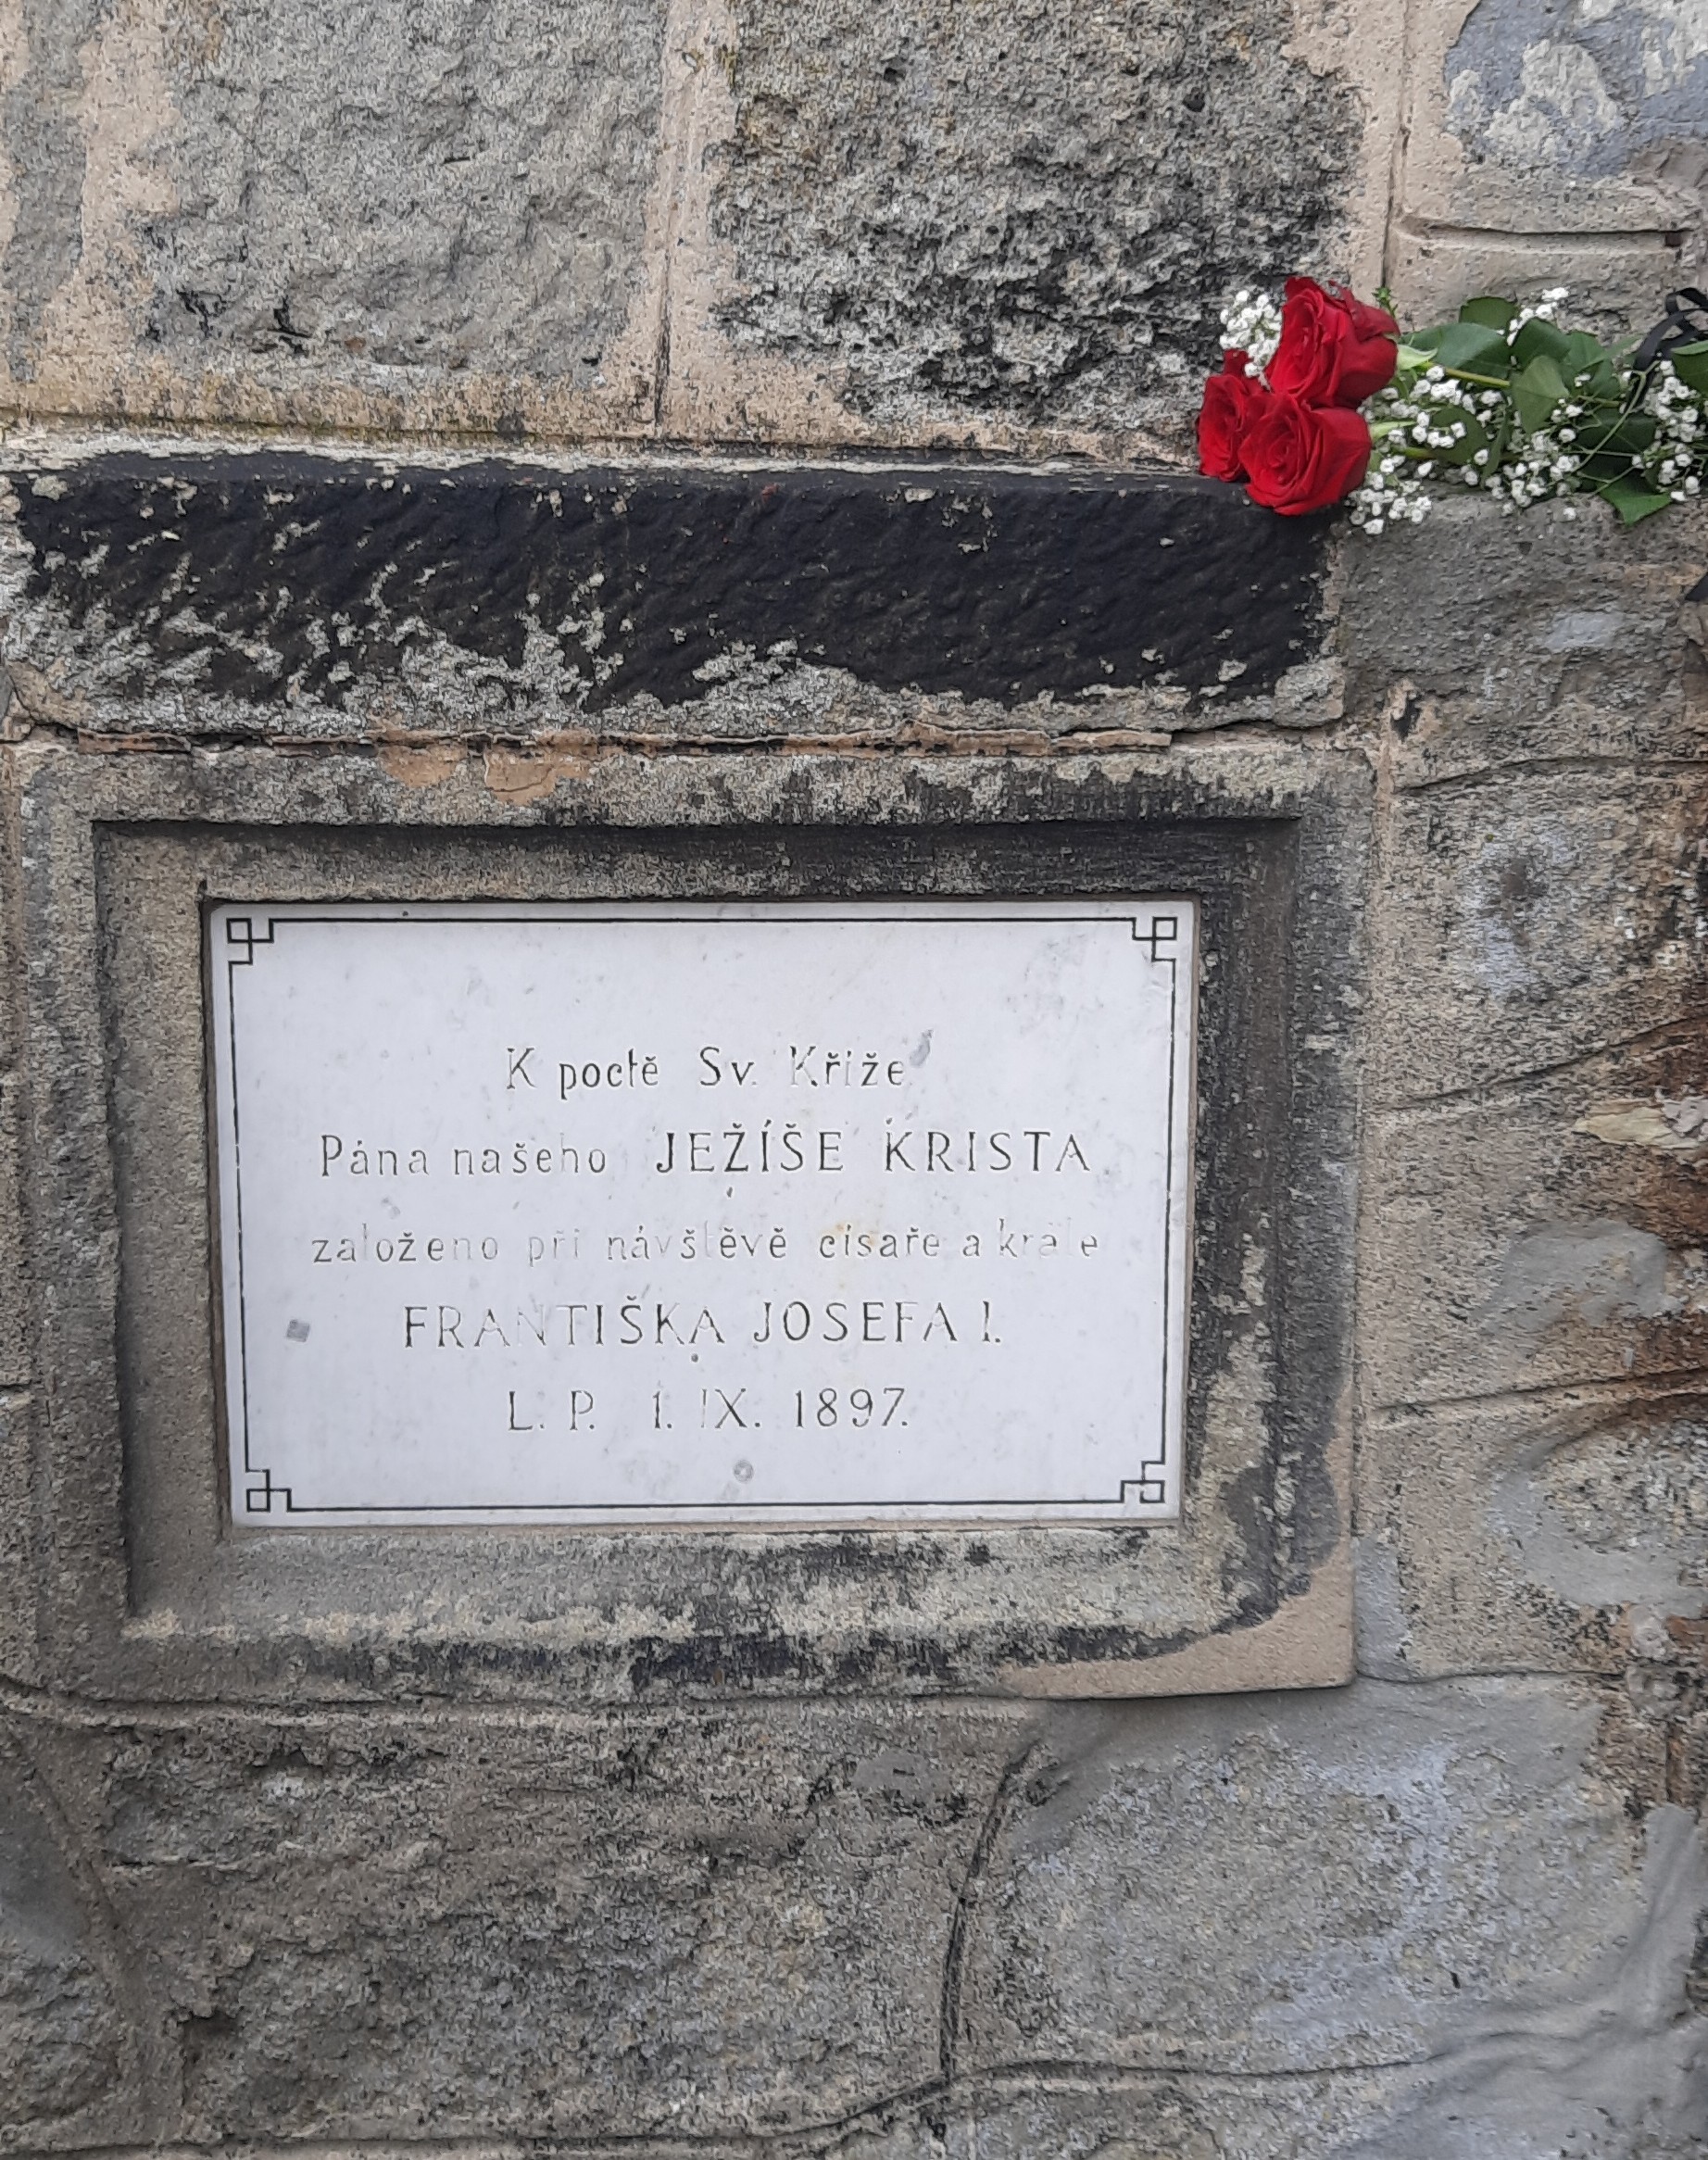 K poctě Sv. Kříže
Pána našeho JEŽÍŠE KRISTA
založeno při návštěvě císaře a krále
FRANTIŠKA JOSEFA I.
L. P. 1. IX. 1897.